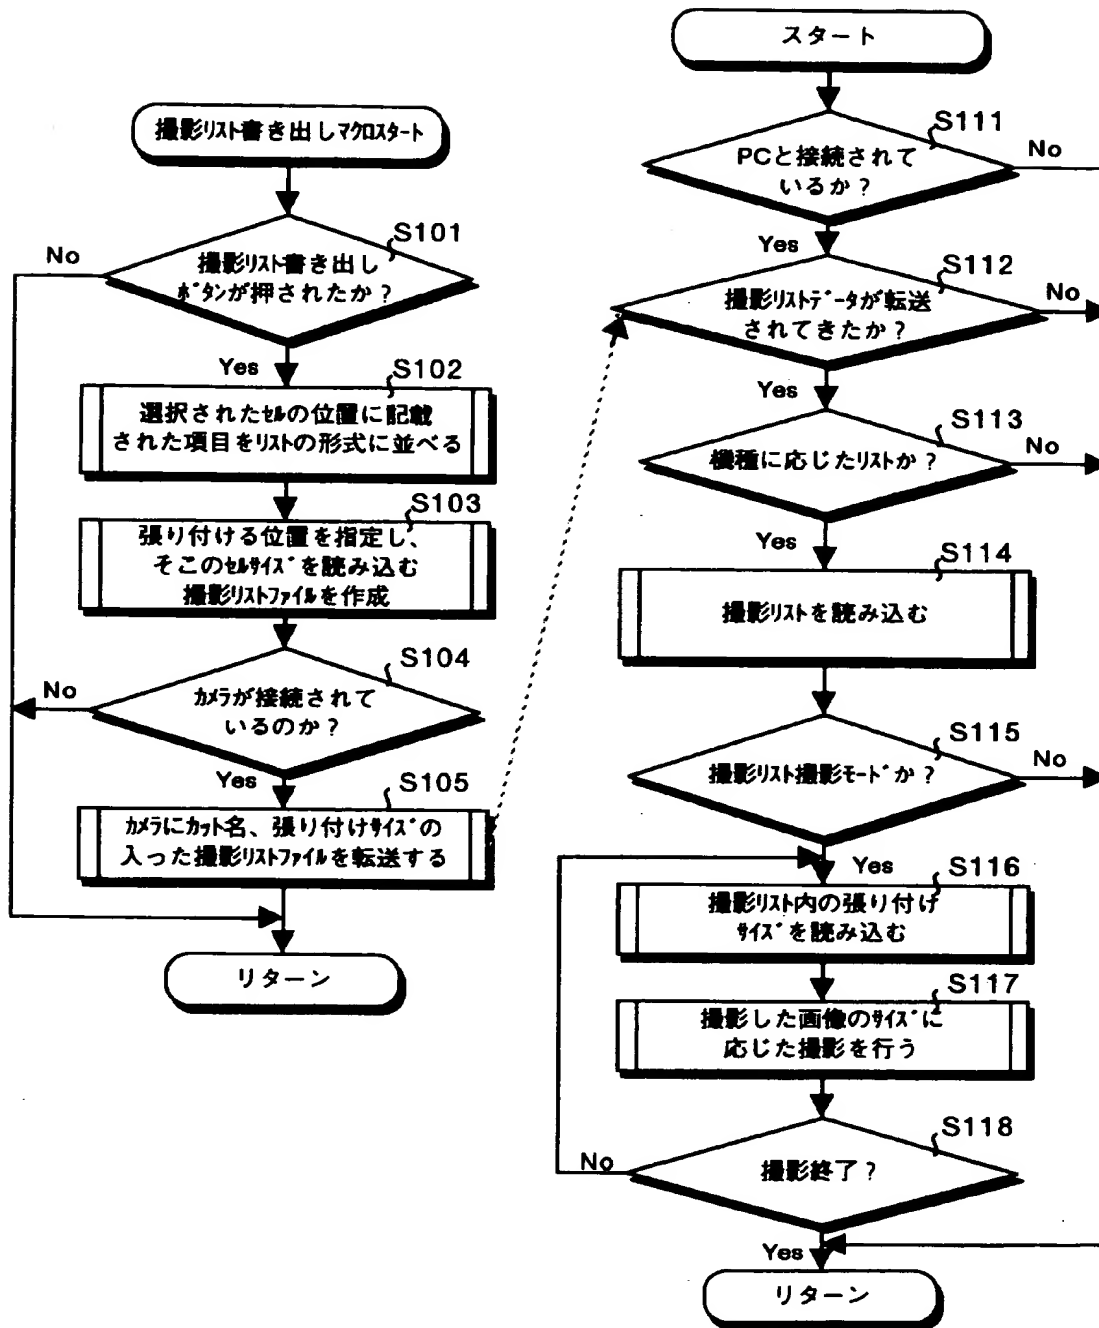 撮影リスト書き出しマクロスタート
S101
No
撮影リスト書き出し
ボタンが押されたか？
Yes
S102
選択されたセルの位置に記載
された項目をリストの形式に並べる
S103
張り付ける位置を指定し、
そこのセルサイズを読み込む
撮影リストファイルを作成
S104
No
カメラが接続されて
いるのか？
Yes
S105
カメラにカット名、張り付けサイズの
入った撮影リストファイルを転送する
リターン
スタート
S111
No
PCと接続されて
いるか？
Yes
S112
No
撮影リストデータが転送
されてきたか？
Yes
S113
No
機種に応じたリストか？
Yes
S114
撮影リストを読み込む
S115
No
撮影リスト撮影モードか？
Yes
S116
撮影リスト内の張り付け
サイズを読み込む
S117
撮影した画像のサイズに
応じた撮影を行う
S118
No
撮影終了？
Yes
リターン